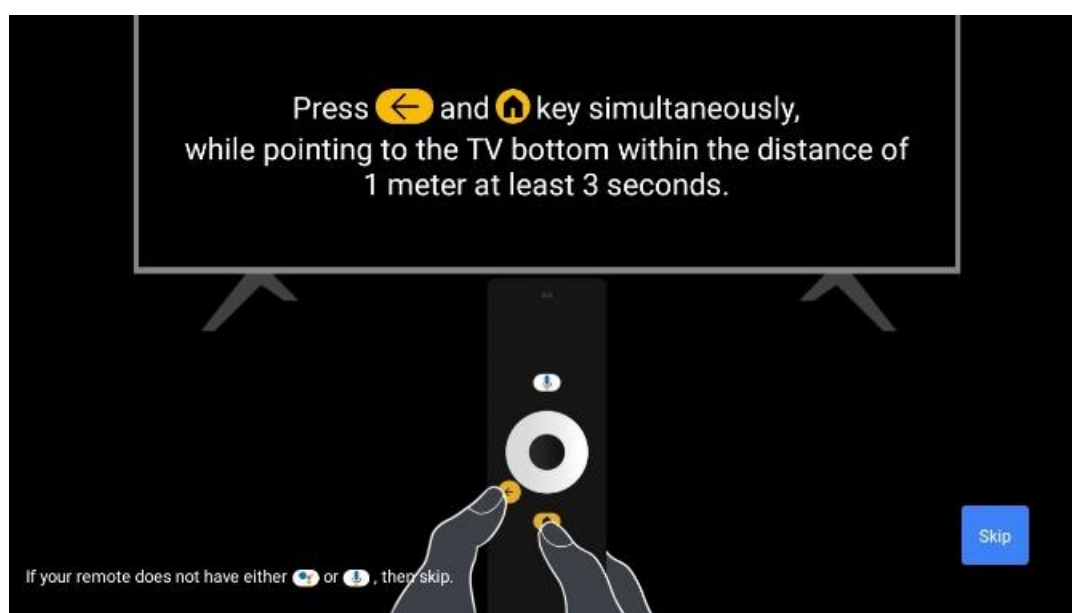 Press and key simultaneously,
while pointing to the TV bottom within the distance of
1 meter at least 3 seconds.
Skip
If your remote does not have either or , then skip.